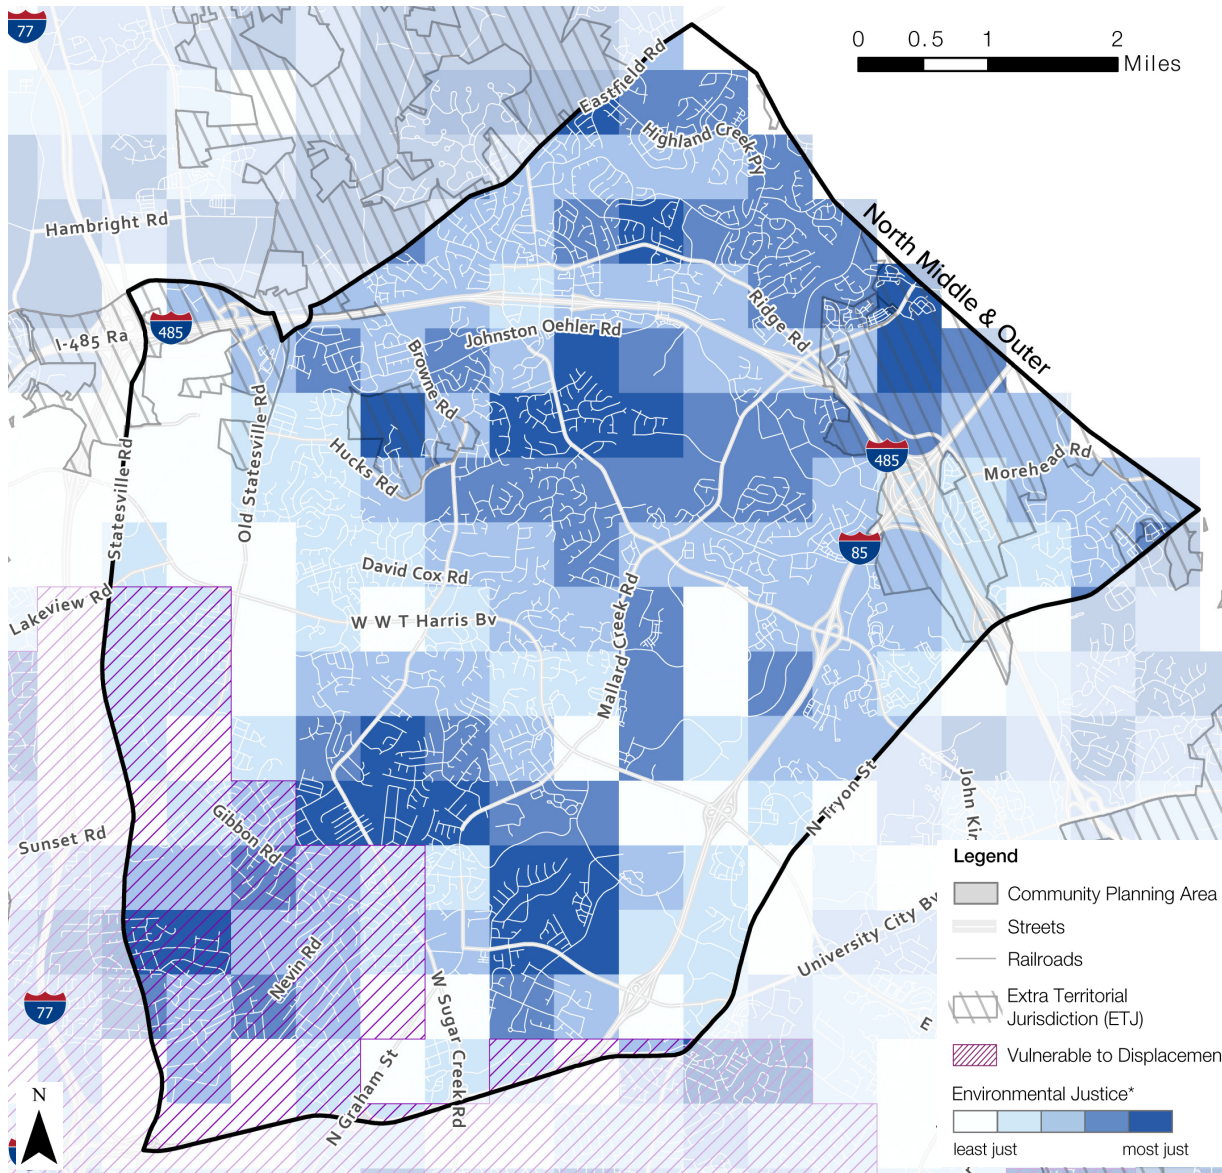 77
0 0.5 1 2
Miles
Eastfield Rd
Highland Creek Py
Hambright Rd
North Middle & Outer
I-485 Ra
485
Ridge Rd
Johnston Oehler Rd
Browne Rd
Old Statesville Rd
Statesville Rd
Hucks Rd
485
Morehead Rd
85
David Cox Rd
Lakeview Rd
W W T Harris Bv
Mallard Creek Rd
N Tryon St
John Kir
Sunset Rd
Gibbon Rd
University City Bv
Nevin Rd
W Sugar Creek Rd
77
E
N Graham St
N
Legend
Community Planning Area
Streets
Railroads
Extra Territorial
Jurisdiction (ETJ)
Vulnerable to Displacemen
Environmental Justice*
least just most just